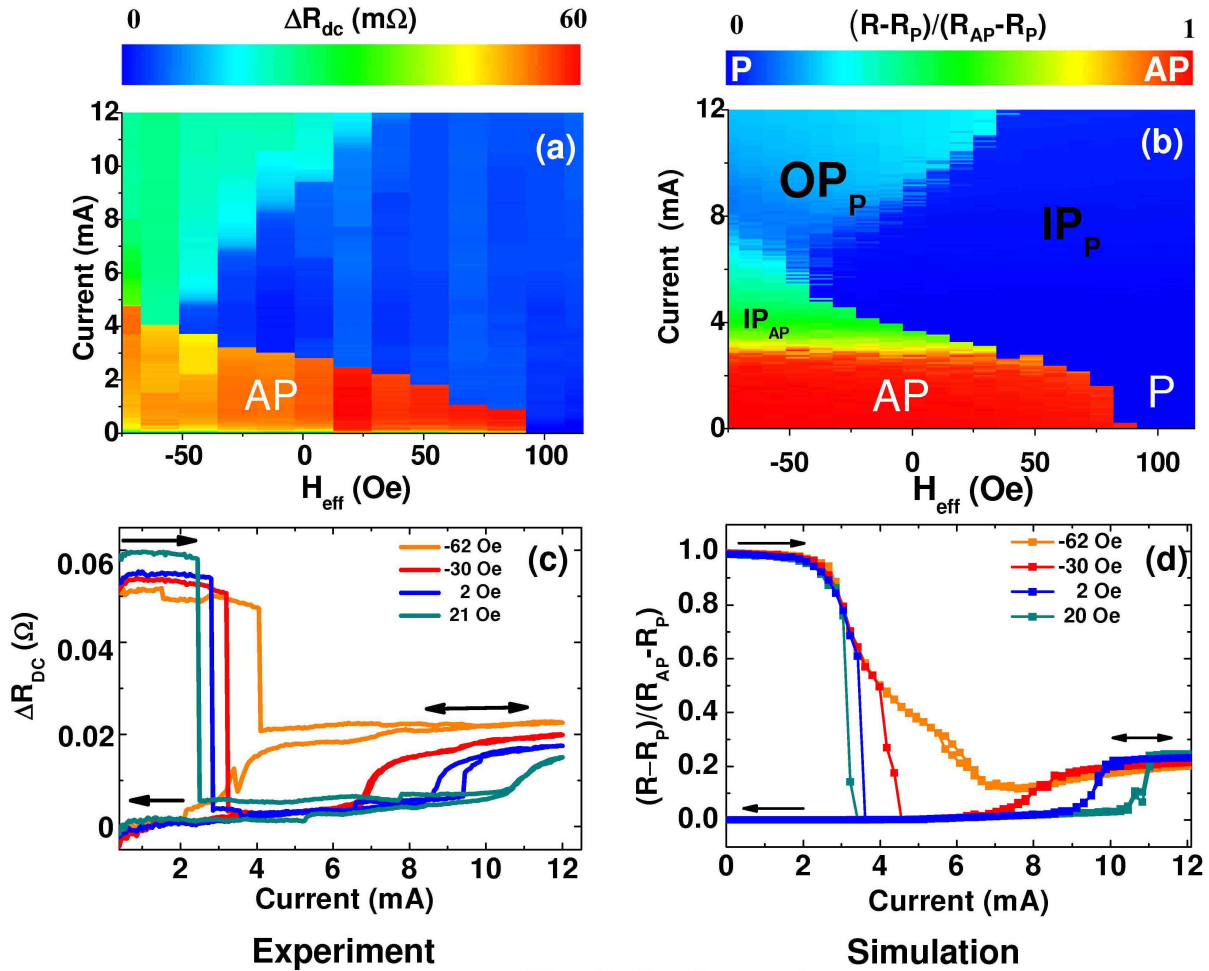 0 ΔR_dc (mΩ) 60
0 (R-R_P)/(R_AP-R_P) 1
P AP
(a)
12
10
8
6
4
2
0
Current (mA)
AP
-50 0 50 100
H_eff (Oe)
(b)
12
8
4
0
Current (mA)
OP_P
IP_P
IP_AP
AP
P
-50 0 50 100
H_eff (Oe)
(c)
-62 Oe
-30 Oe
2 Oe
21 Oe
0.06
0.04
0.02
0
ΔR_DC (Ω)
2 4 6 8 10 12
Current (mA)
Experiment
(d)
-62 Oe
-30 Oe
2 Oe
20 Oe
1.0
0.8
0.6
0.4
0.2
0.0
(R–R_P)/(R_AP-R_P)
0 2 4 6 8 10 12
Current (mA)
Simulation